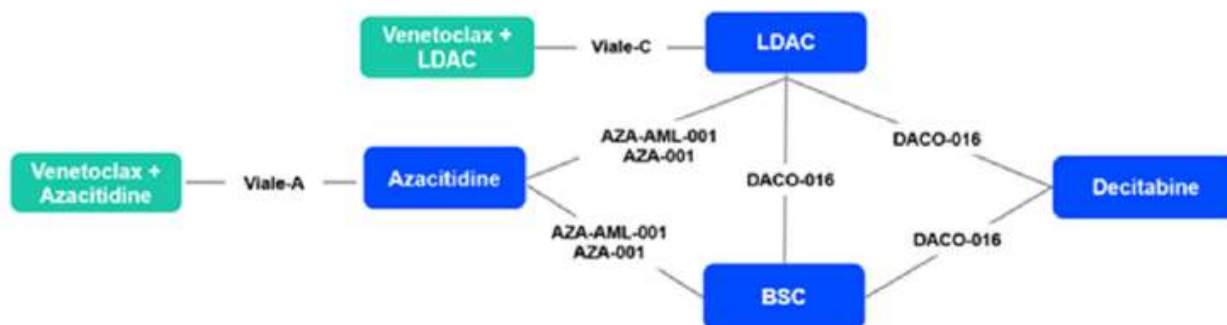 Venetoclax +
LDAC
Viale-C
LDAC
AZA-AML-001
AZA-001
DACO-016
DACO-016
Venetoclax +
Azacitidine
Viale-A
Azacitidine
Decitabine
AZA-AML-001
AZA-001
DACO-016
BSC